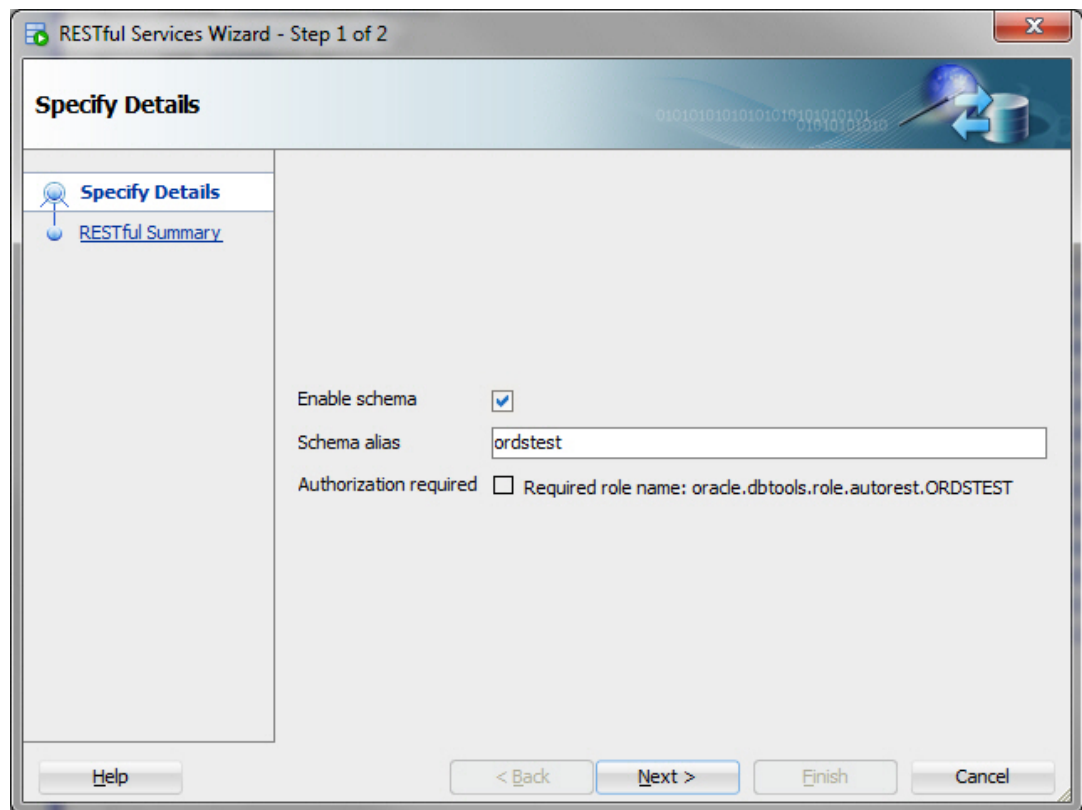 RESTful Services Wizard - Step 1 of 2
Specify Details
Specify Details
RESTful Summary
Enable schema
Schema alias ordstest
Authorization required Required role name: oracle.dbtools.role.autorest.ORDSTEST
Help < Back Next > Finish Cancel